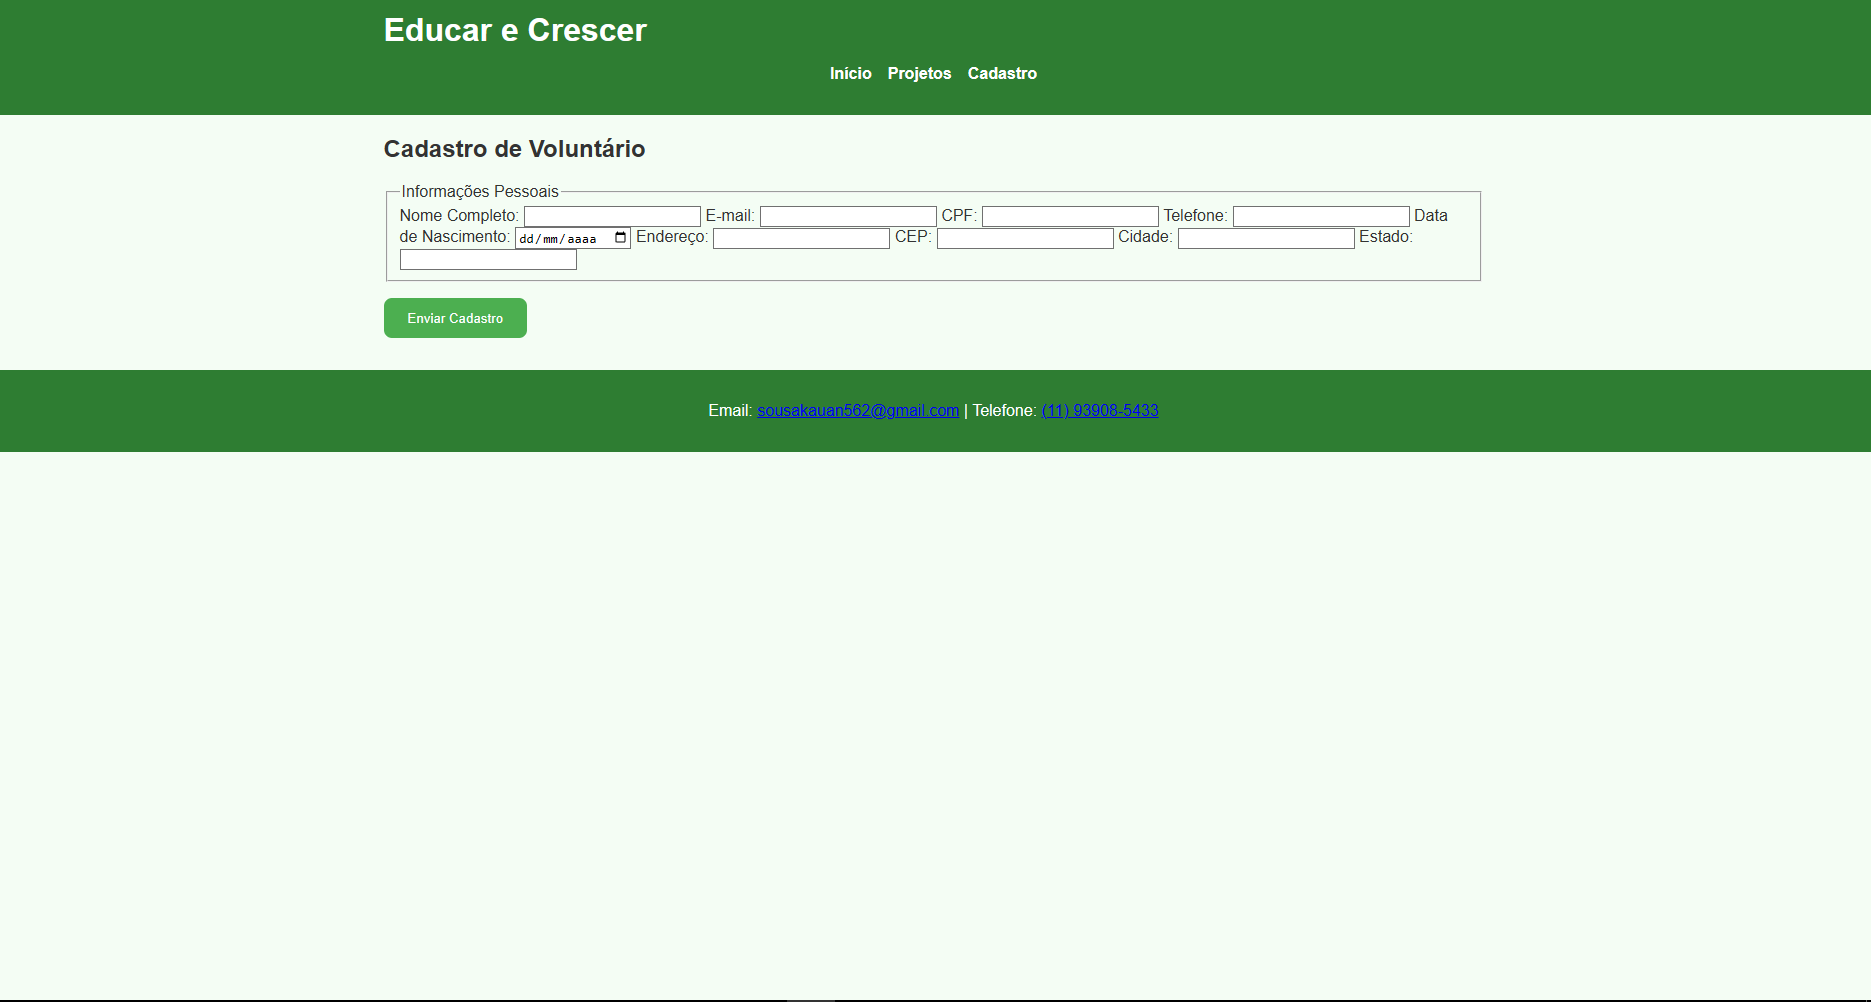 Educar e Crescer
Início Projetos Cadastro
Cadastro de Voluntário
Informações Pessoais
Nome Completo: E-mail: CPF: Telefone: Data
de Nascimento: dd/mm/aaaa Endereço: CEP: Cidade: Estado:
Enviar Cadastro
Email: sousakauan562@gmail.com | Telefone: (11) 93908-5433